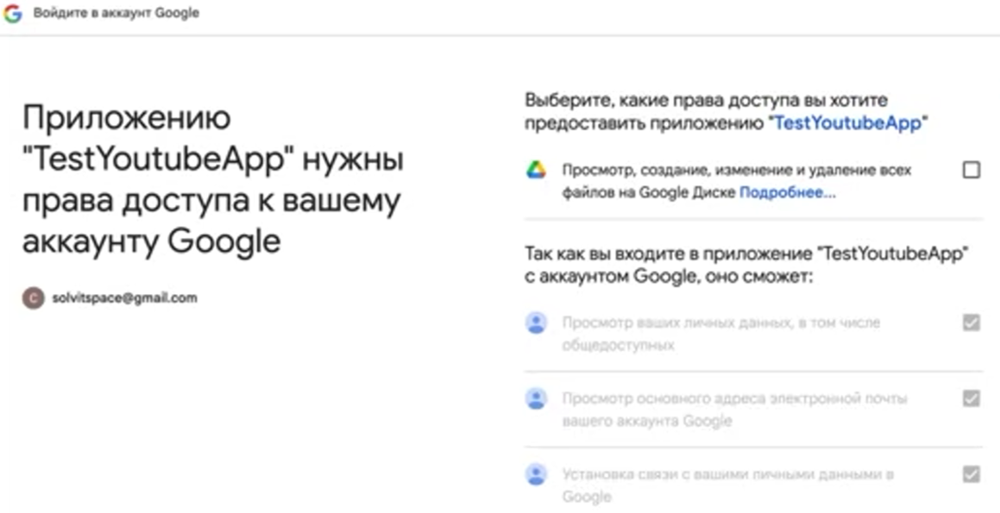 Войдите в аккаунт Google
Приложению
"TestYoutubeApp" нужны
права доступа к вашему
аккаунту Google
С solvitspace@gmail.com
Выберите, какие права доступа вы хотите
предоставить приложению "TestYoutubeApp"
Просмотр, создание, изменение и удаление всех
файлов на Google Диске Подробнее...
Так как вы входите в приложение "TestYoutubeApp"
с аккаунтом Google, оно сможет:
Просмотр ваших личных данных, в том числе
общедоступных
Просмотр основного адреса электронной почты
вашего аккаунта Google
Установка связи с вашими личными данными в
Google